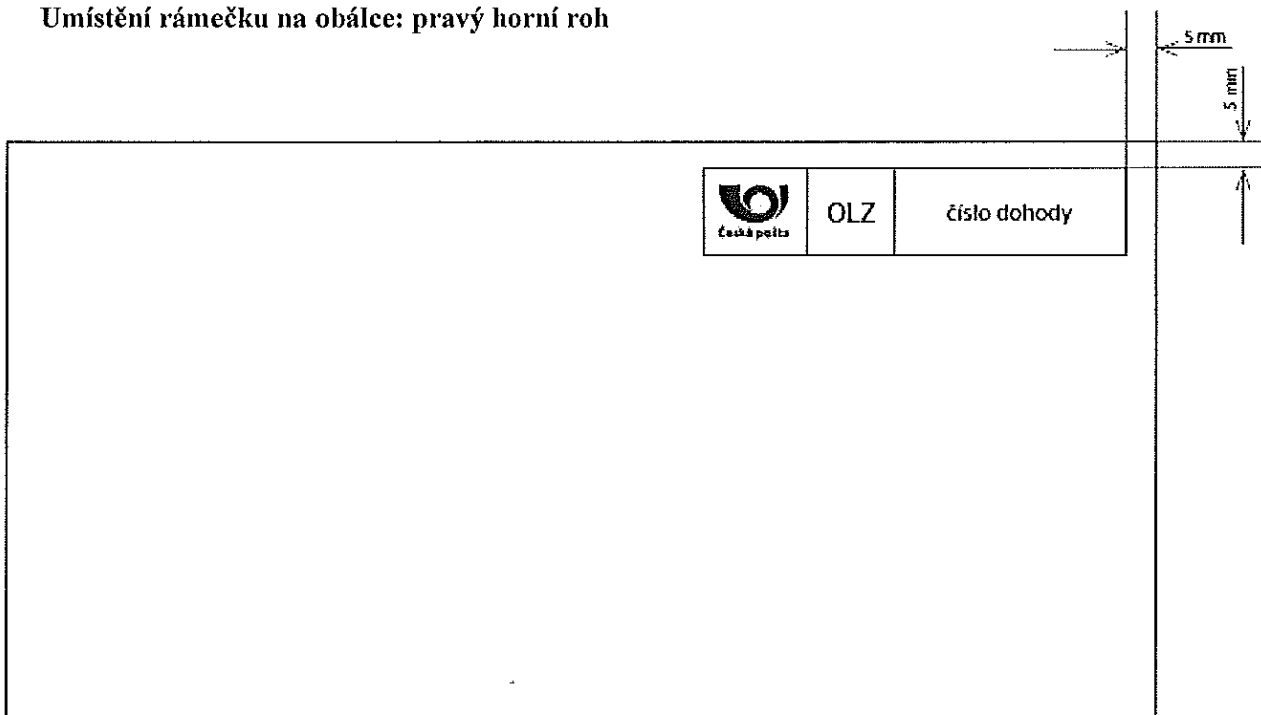 Umístění rámečku na obálce: pravý horní roh
5 mm
5 mm
Česká pošta
OLZ
číslo dohody